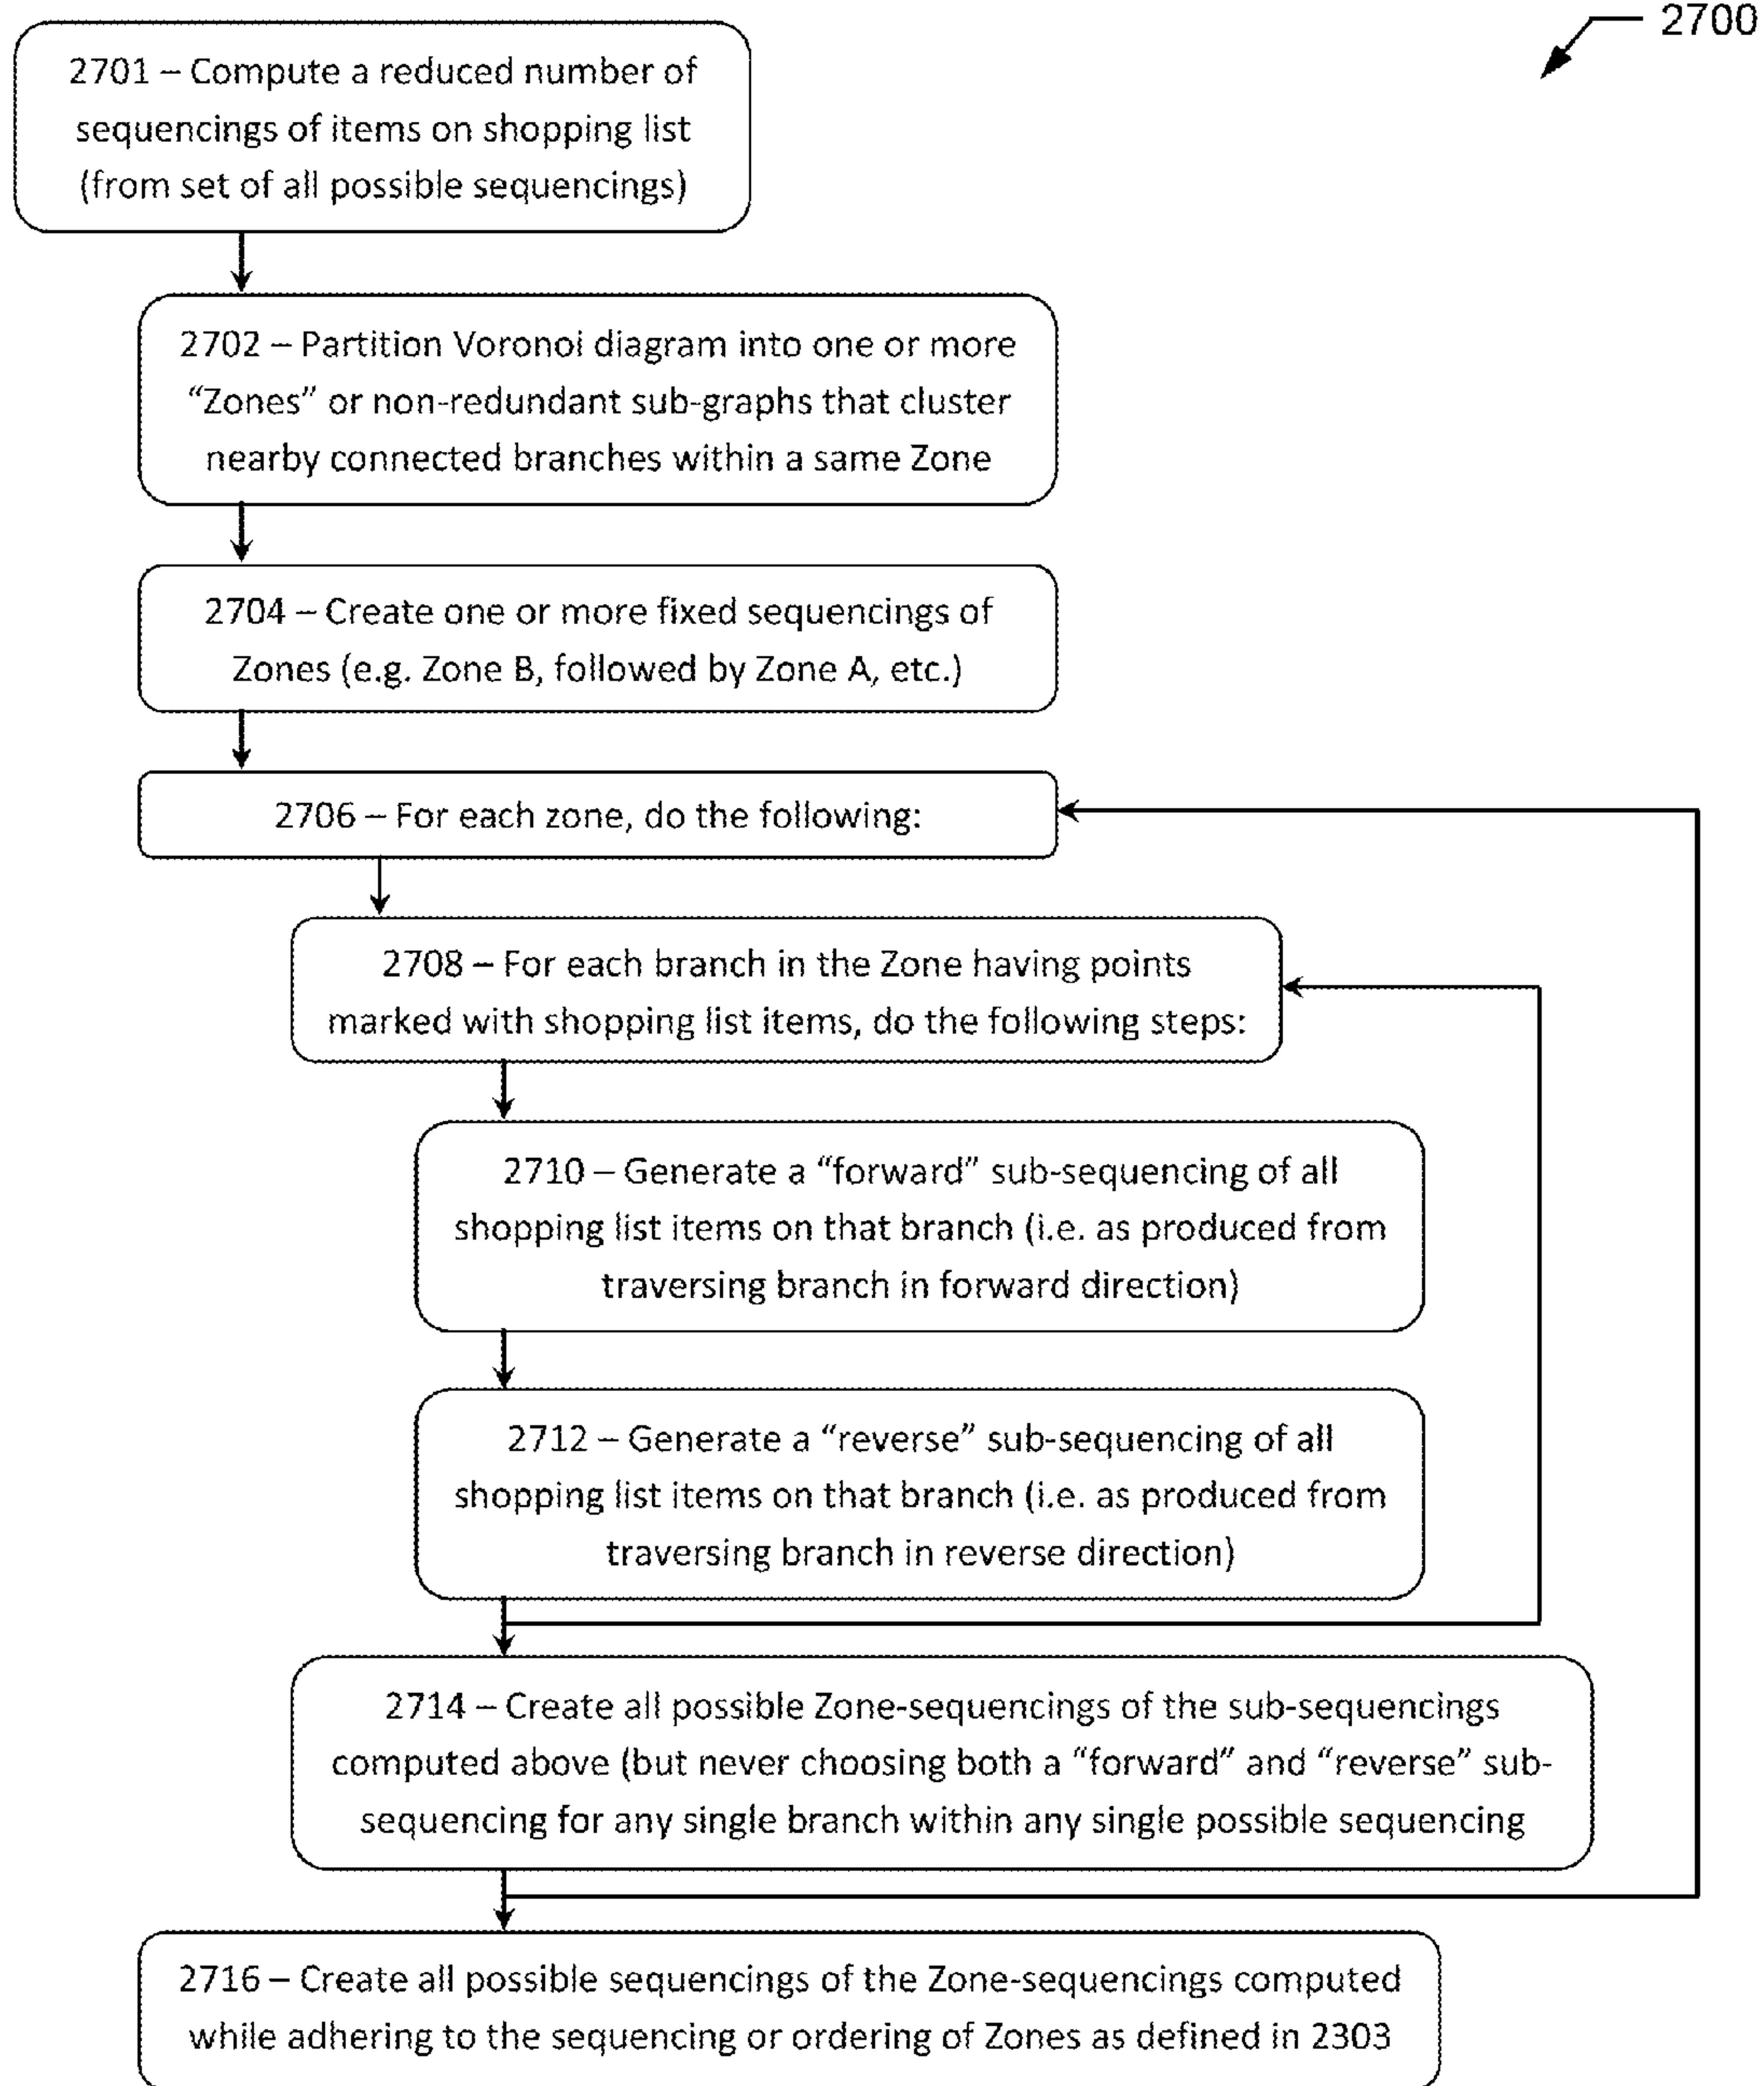 2700
2701 – Compute a reduced number of
sequencings of items on shopping list
(from set of all possible sequencings)
2702 – Partition Voronoi diagram into one or more
“Zones” or non-redundant sub-graphs that cluster
nearby connected branches within a same Zone
2704 – Create one or more fixed sequencings of
Zones (e.g. Zone B, followed by Zone A, etc.)
2706 – For each zone, do the following:
2708 – For each branch in the Zone having points
marked with shopping list items, do the following steps:
2710 – Generate a “forward” sub-sequencing of all
shopping list items on that branch (i.e. as produced from
traversing branch in forward direction)
2712 – Generate a “reverse” sub-sequencing of all
shopping list items on that branch (i.e. as produced from
traversing branch in reverse direction)
2714 – Create all possible Zone-sequencings of the sub-sequencings
computed above (but never choosing both a “forward” and “reverse” sub-
sequencing for any single branch within any single possible sequencing
2716 – Create all possible sequencings of the Zone-sequencings computed
while adhering to the sequencing or ordering of Zones as defined in 2303